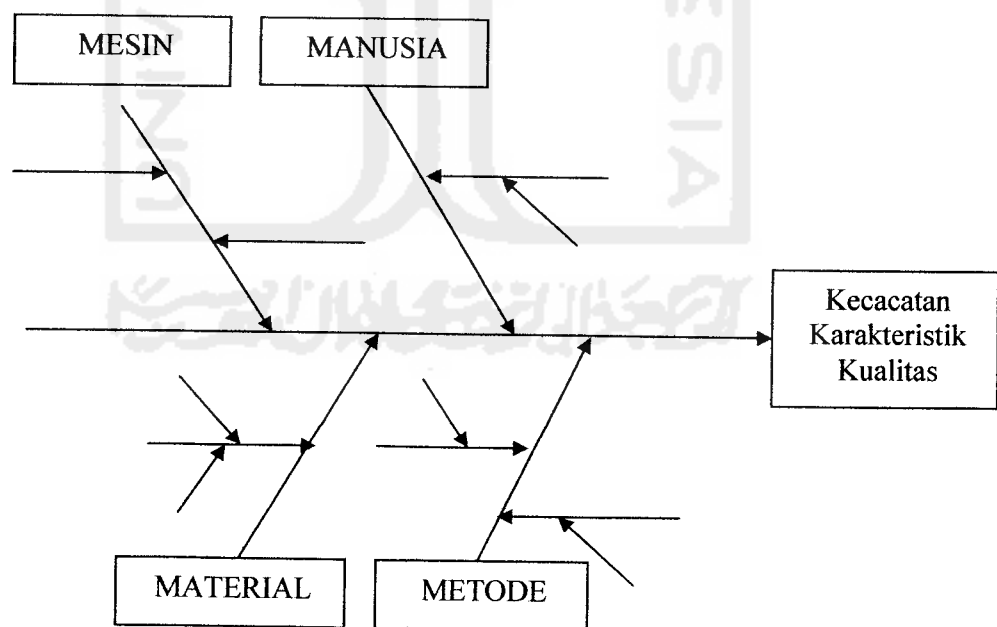 MESIN
MANUSIA
Kecacatan
Karakteristik
Kualitas
MATERIAL
METODE